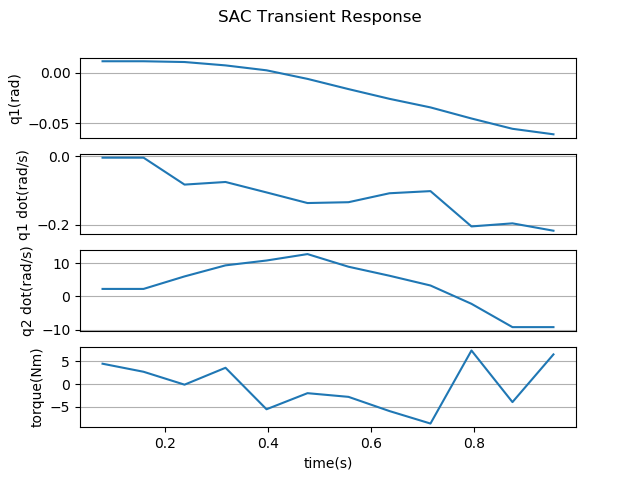 SAC Transient Response
q1(rad)
0.00
−0.05
q1 dot(rad/s)
0.0
−0.2
q2 dot(rad/s)
10
0
−10
torque(Nm)
5
0
−5
0.2 0.4 0.6 0.8
time(s)